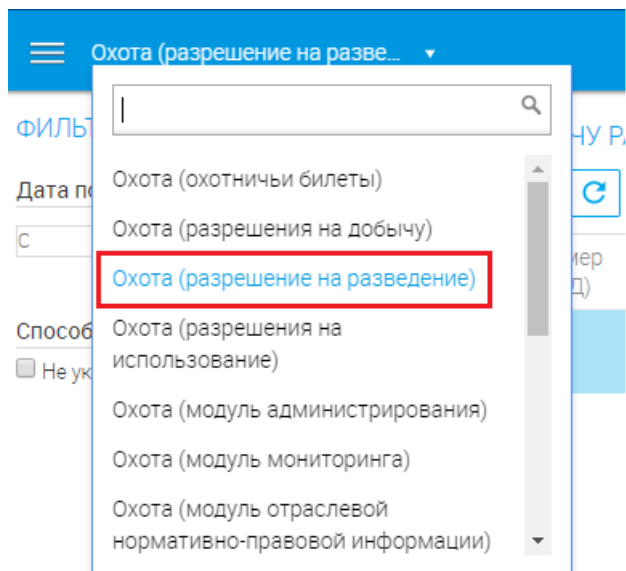 Охота (разрешение на разве...
ФИЛЬТ
ЧУ РА
Дата по
С
мер
Д)
Способ
Не ук
Охота (охотничьи билеты)
Охота (разрешения на добычу)
Охота (разрешение на разведение)
Охота (разрешения на
использование)
Охота (модуль администрирования)
Охота (модуль мониторинга)
Охота (модуль отраслевой
нормативно-правовой информации)